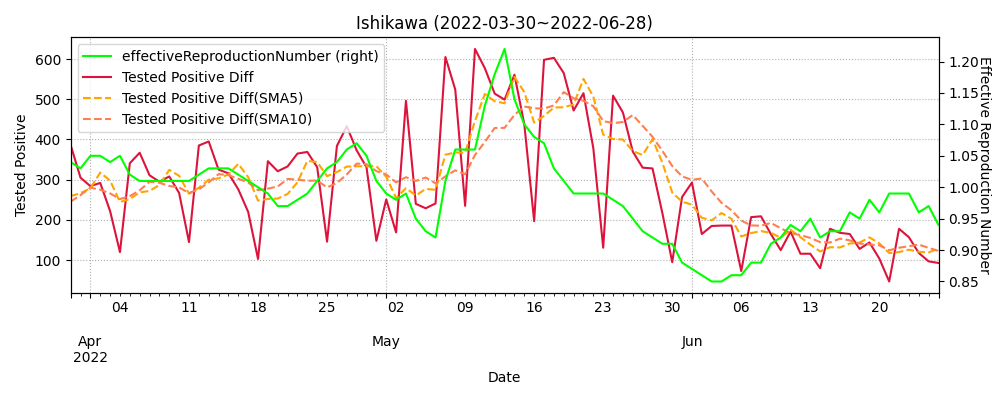 Ishikawa (2022-03-30~2022-06-28)
effectiveReproductionNumber (right)
Tested Positive Diff
Tested Positive Diff(SMA5)
Tested Positive Diff(SMA10)
Tested Positive
600
500
400
300
200
100
1.20
1.15
1.10
1.05
1.00
0.95
0.90
0.85
Effective Reproduction Number
04 11 18 25 02 09 16 23 30 06 13 20
Apr May Jun
2022
Date